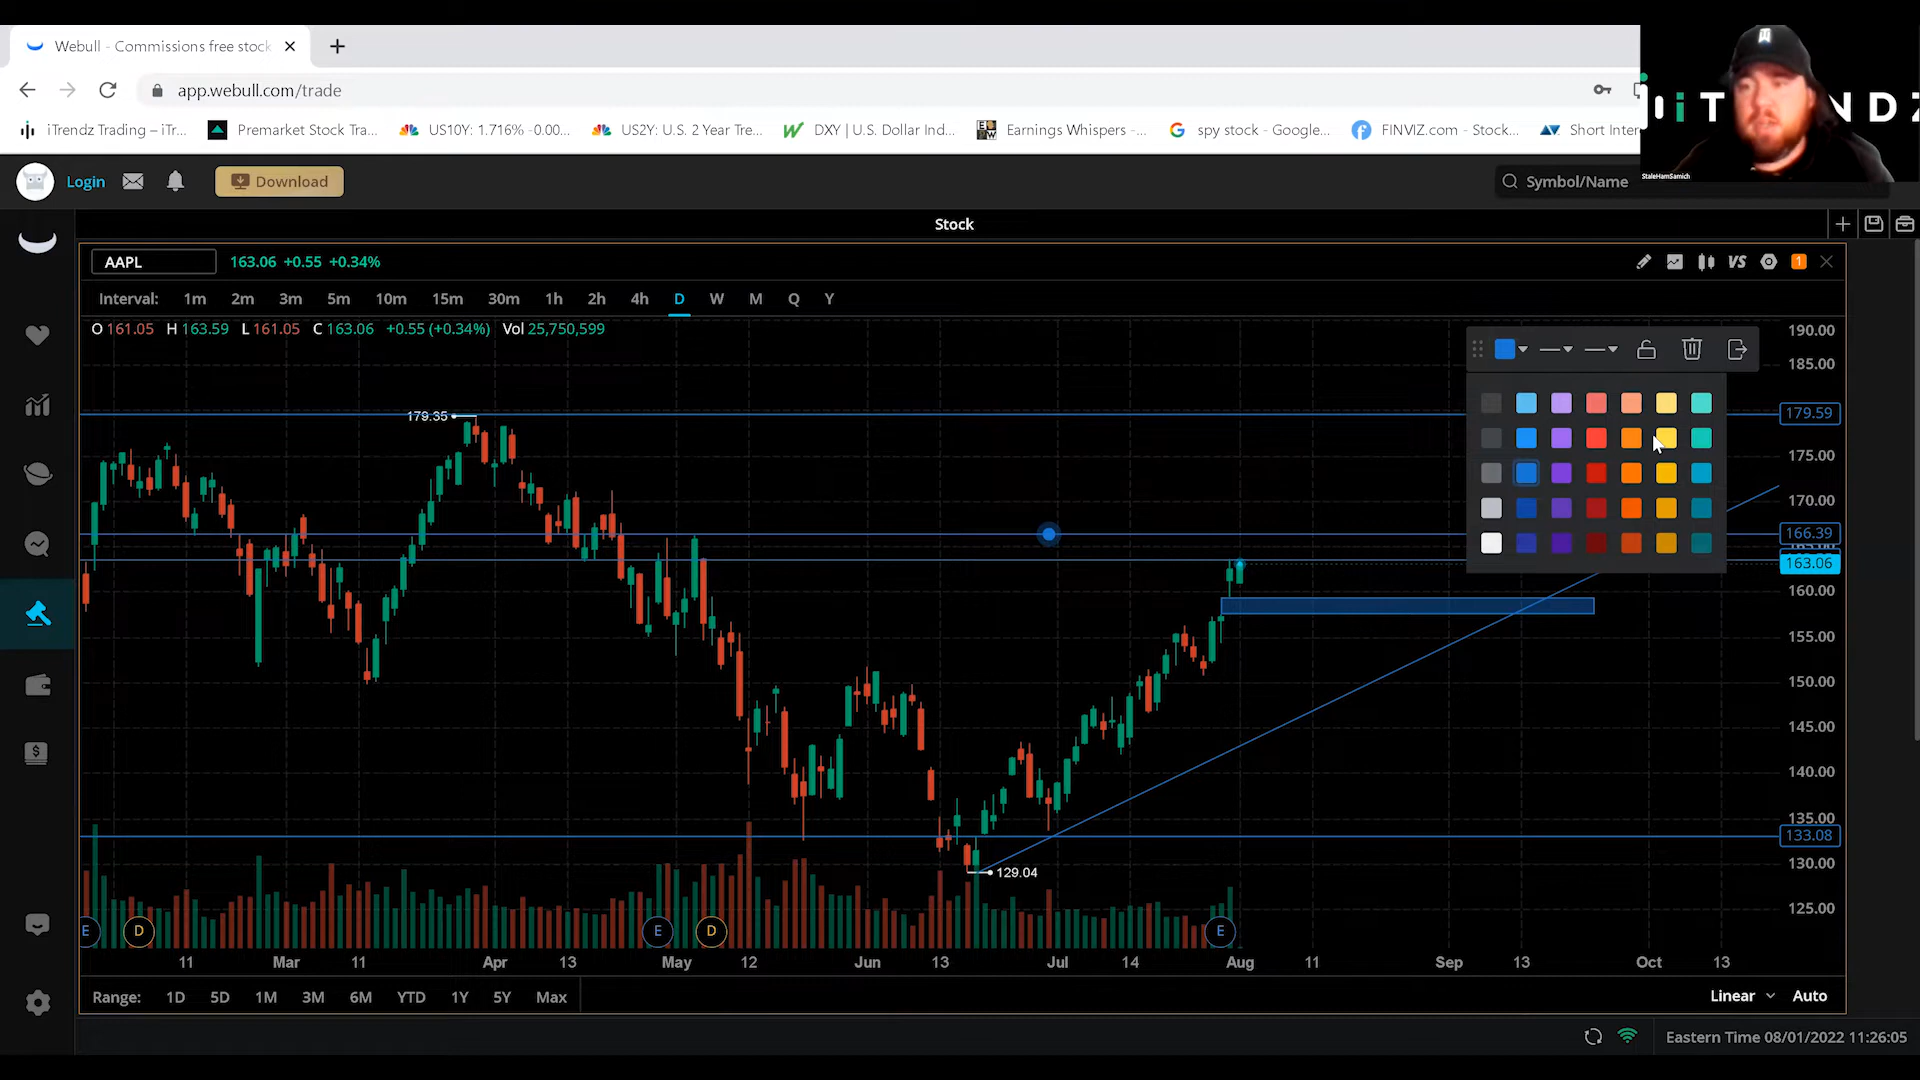 Webull - Commissions free stock
app.webull.com/trade
iTrendz Trading – iTr...
Premarket Stock Tra...
US10Y: 1.716% -0.00...
US2Y: U.S. 2 Year Tre...
DXY | U.S. Dollar Ind...
Earnings Whispers -...
spy stock - Google...
FINVIZ.com - Stock...
Short Inter
StaleHamSamich
Login
Download
Symbol/Name
Stock
AAPL
163.06 +0.55 +0.34%
VS
1
Interval: 1m 2m 3m 5m 10m 15m 30m 1h 2h 4h D W M Q Y
O 161.05 H 163.59 L 161.05 C 163.06 +0.55 (+0.34%) Vol 25,750,599
190.00
185.00
179.35
179.59
175.00
170.00
166.39
163.06
160.00
155.00
150.00
145.00
140.00
135.00
133.08
130.00
129.04
125.00
E D E D E
11 Mar 11 Apr 13 May 12 Jun 13 Jul 14 Aug 11 Sep 13 Oct 13
Range: 1D 5D 1M 3M 6M YTD 1Y 5Y Max
Linear Auto
Eastern Time 08/01/2022 11:26:05